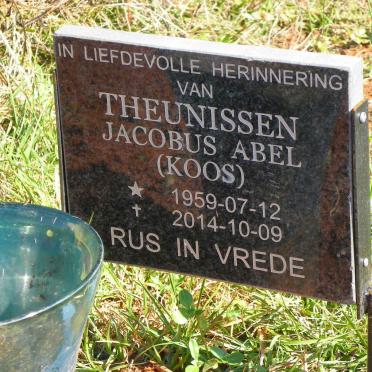 IN LIEFDEVOLLE HERINNERING
VAN
THEUNISSEN
JACOBUS ABEL
(KOOS)
1959-07-12
2014-10-09
RUS IN VREDE